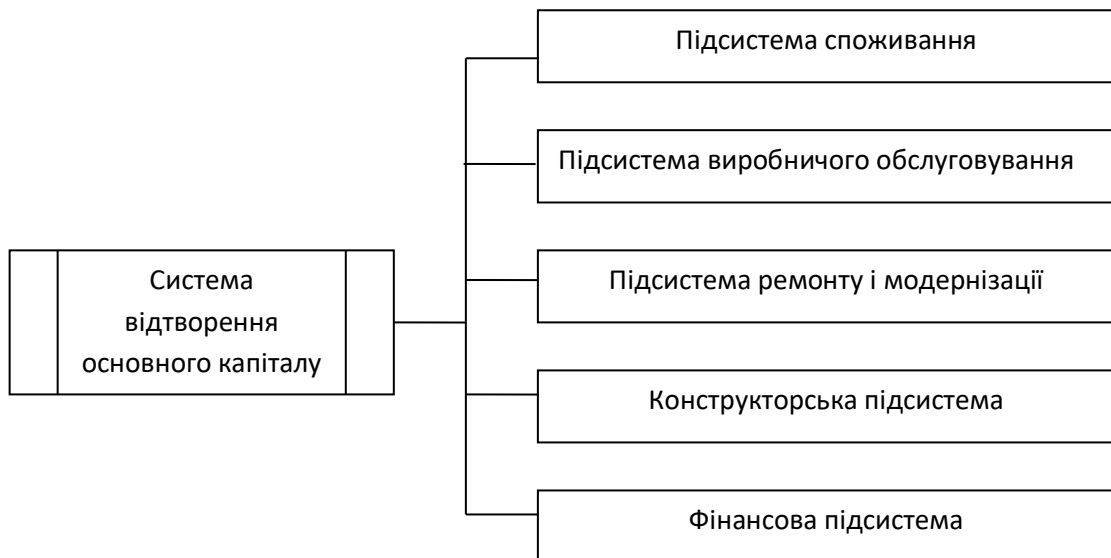 Підсистема споживання
Підсистема виробничого обслуговування
Система
відтворення
основного капіталу
Підсистема ремонту і модернізації
Конструкторська підсистема
Фінансова підсистема